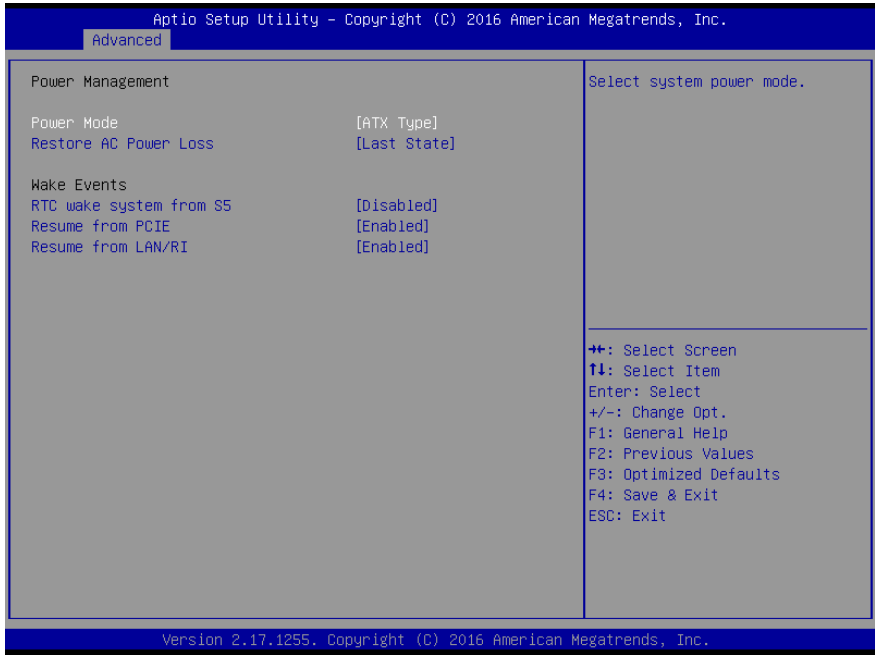 Aptio Setup Utility – Copyright (C) 2016 American Megatrends, Inc.
Advanced
Power Management
Power Mode [ATX Type]
Restore AC Power Loss [Last State]
Wake Events
RTC wake system from S5 [Disabled]
Resume from PCIE [Enabled]
Resume from LAN/RI [Enabled]
Select system power mode.
→←: Select Screen
↑↓: Select Item
Enter: Select
+/-: Change Opt.
F1: General Help
F2: Previous Values
F3: Optimized Defaults
F4: Save & Exit
ESC: Exit
Version 2.17.1255. Copyright (C) 2016 American Megatrends, Inc.